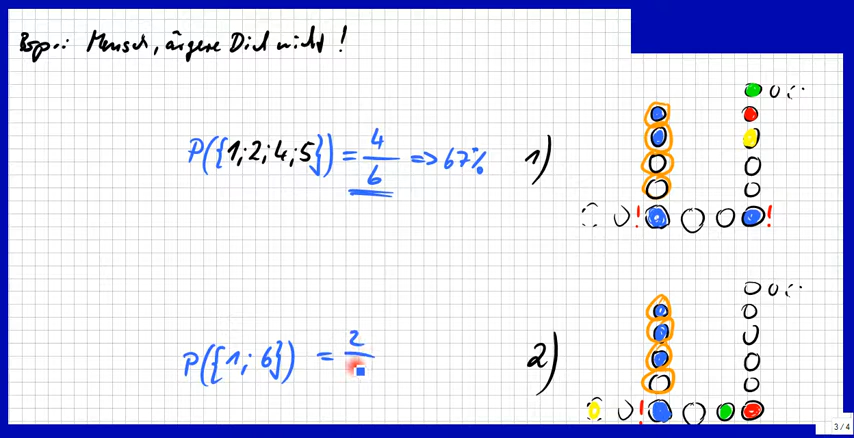 Bsp.: Mensch, ärgere Dich nicht!
P({1;2;4;5}) = 4/6 => 67% 1)
! !
P({1;6}) = 2/ 2)
!
3/4